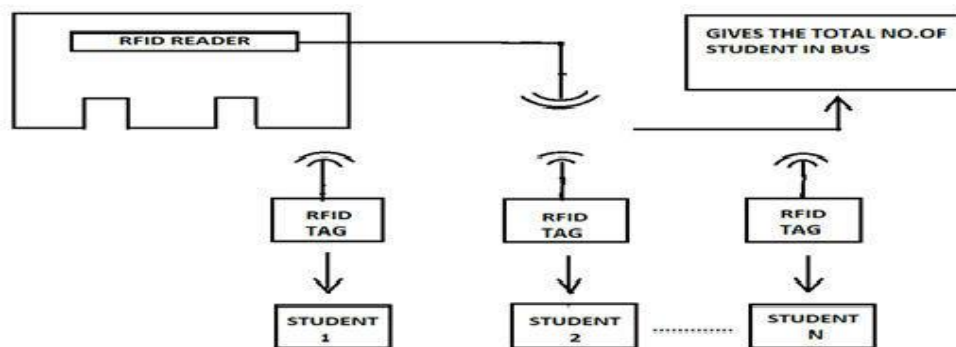 RFID READER
GIVES THE TOTAL NO.OF
STUDENT IN BUS
RFID
TAG
RFID
TAG
RFID
TAG
STUDENT
1
STUDENT
2
STUDENT
N